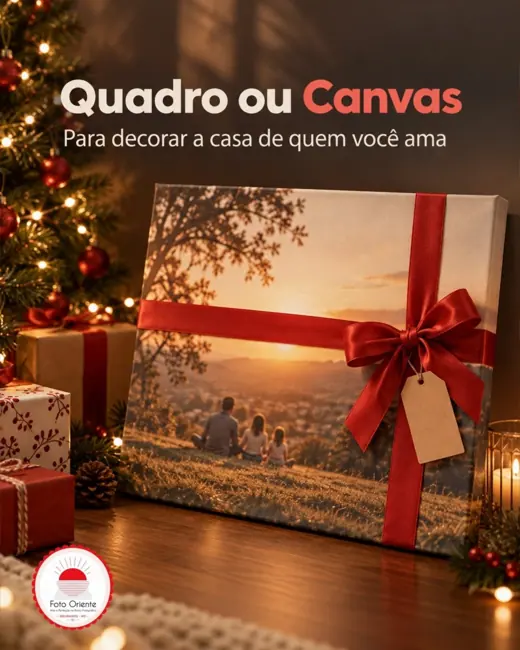 Quadro ou Canvas
Para decorar a casa de quem você ama
Foto Oriente